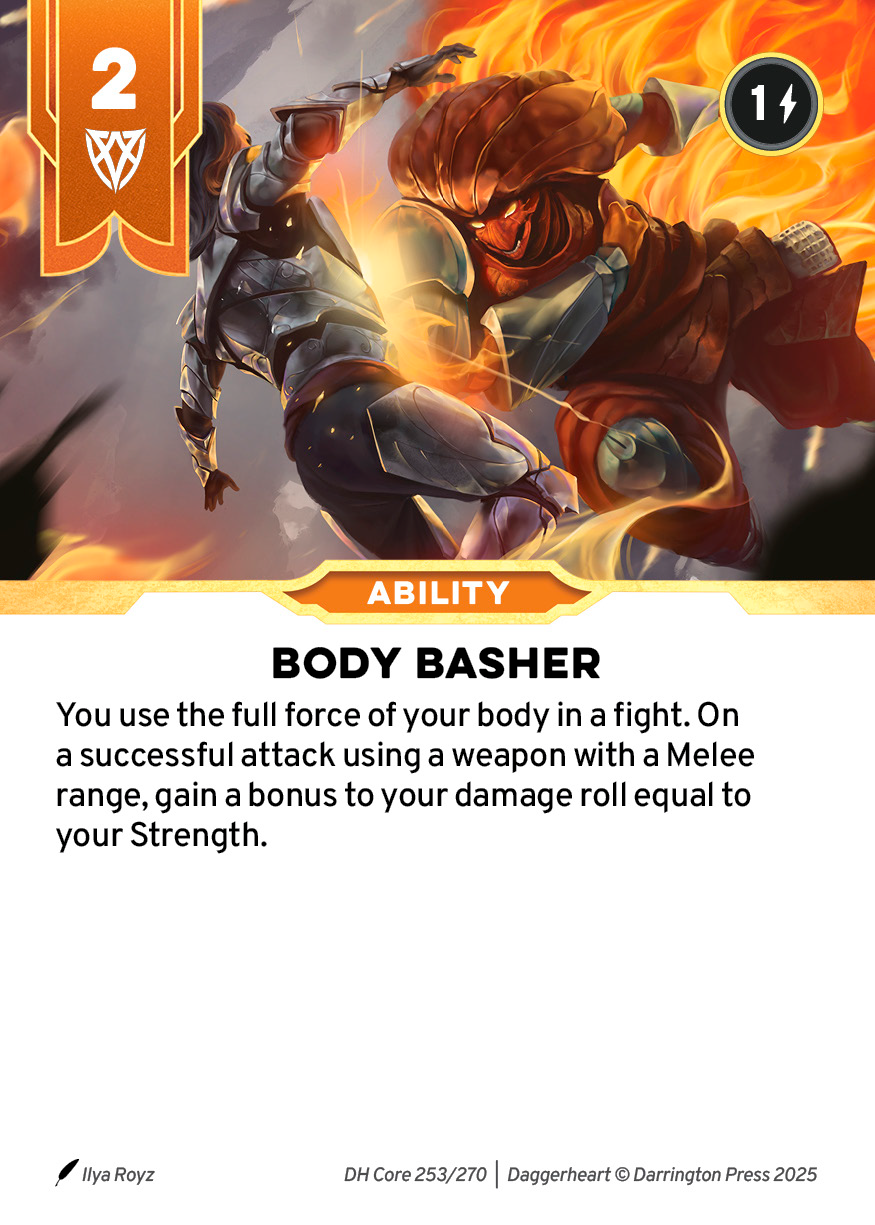 2
1
ABILITY
BODY BASHER
You use the full force of your body in a fight. On
a successful attack using a weapon with a Melee
range, gain a bonus to your damage roll equal to
your Strength.
Ilya Royz
DH Core 253/270 | Daggerheart © Darrington Press 2025